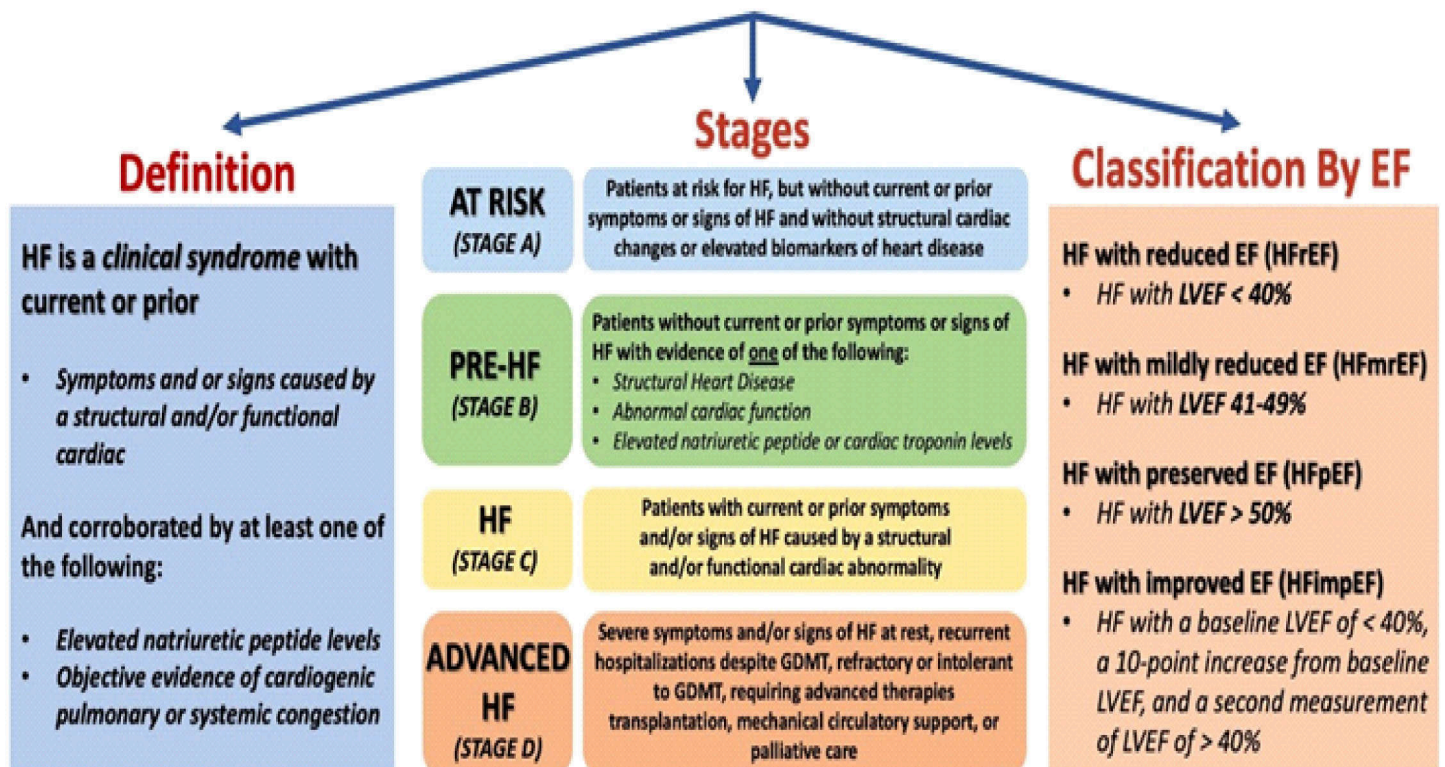 Definition
HF is a clinical syndrome with
current or prior
• Symptoms and or signs caused by
a structural and/or functional
cardiac
And corroborated by at least one of
the following:
• Elevated natriuretic peptide levels
• Objective evidence of cardiogenic
pulmonary or systemic congestion
Stages
AT RISK
(STAGE A)
Patients at risk for HF, but without current or prior
symptoms or signs of HF and without structural cardiac
changes or elevated biomarkers of heart disease
PRE-HF
(STAGE B)
Patients without current or prior symptoms or signs of
HF with evidence of one of the following:
• Structural Heart Disease
• Abnormal cardiac function
• Elevated natriuretic peptide or cardiac troponin levels
HF
(STAGE C)
Patients with current or prior symptoms
and/or signs of HF caused by a structural
and/or functional cardiac abnormality
ADVANCED
HF
(STAGE D)
Severe symptoms and/or signs of HF at rest, recurrent
hospitalizations despite GDMT, refractory or intolerant
to GDMT, requiring advanced therapies
transplantation, mechanical circulatory support, or
palliative care
Classification By EF
HF with reduced EF (HFrEF)
• HF with LVEF < 40%
HF with mildly reduced EF (HFmrEF)
• HF with LVEF 41-49%
HF with preserved EF (HFpEF)
• HF with LVEF > 50%
HF with improved EF (HFimpEF)
• HF with a baseline LVEF of < 40%,
a 10-point increase from baseline
LVEF, and a second measurement
of LVEF of > 40%